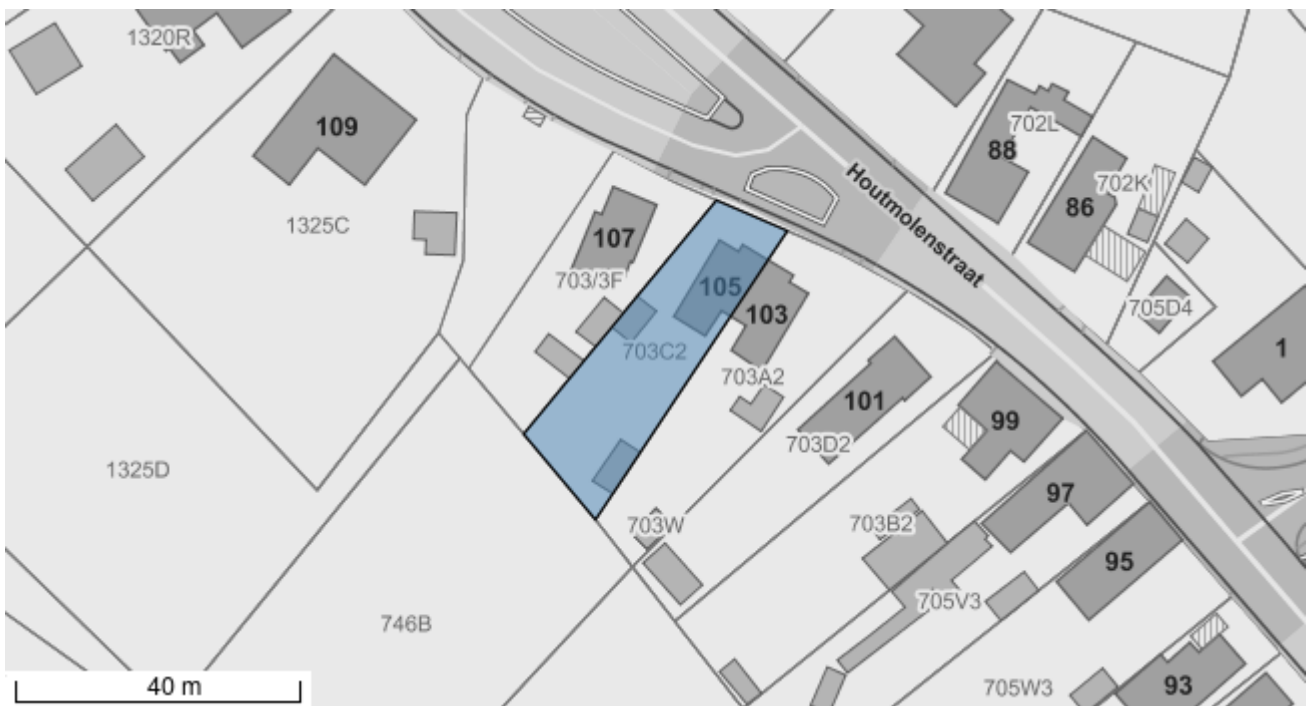 1320R
109
702L
88
702K
86
Houtmolenstraat
1325C
107
703/3F
105
103
705D4
1
703C2
703A2
101
99
703D2
1325D
97
703W
703B2
95
705V3
746B
40 m
705W3
93